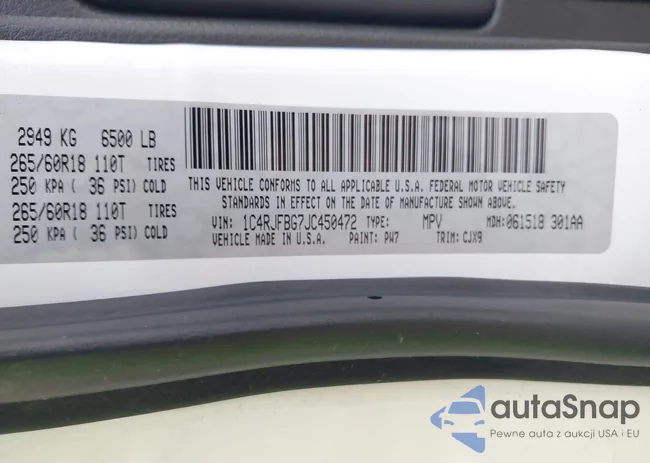 2949 KG 6500 LB
265/60R18 110T TIRES
250 KPA ( 36 PSI) COLD
265/60R18 110T TIRES
250 KPA ( 36 PSI) COLD
THIS VEHICLE CONFORMS TO ALL APPLICABLE U.S.A. FEDERAL MOTOR VEHICLE SAFETY
STANDARDS IN EFFECT ON THE DATE OF MANUFACTURE SHOWN ABOVE.
VIN: 1C4RJFBG7JC450472 TYPE: MPV MDH: 061518 301AA
VEHICLE MADE IN U.S.A. PAINT: PW7 TRIM: CJX9
autaSnap
Pewne auta z aukcji USA i EU